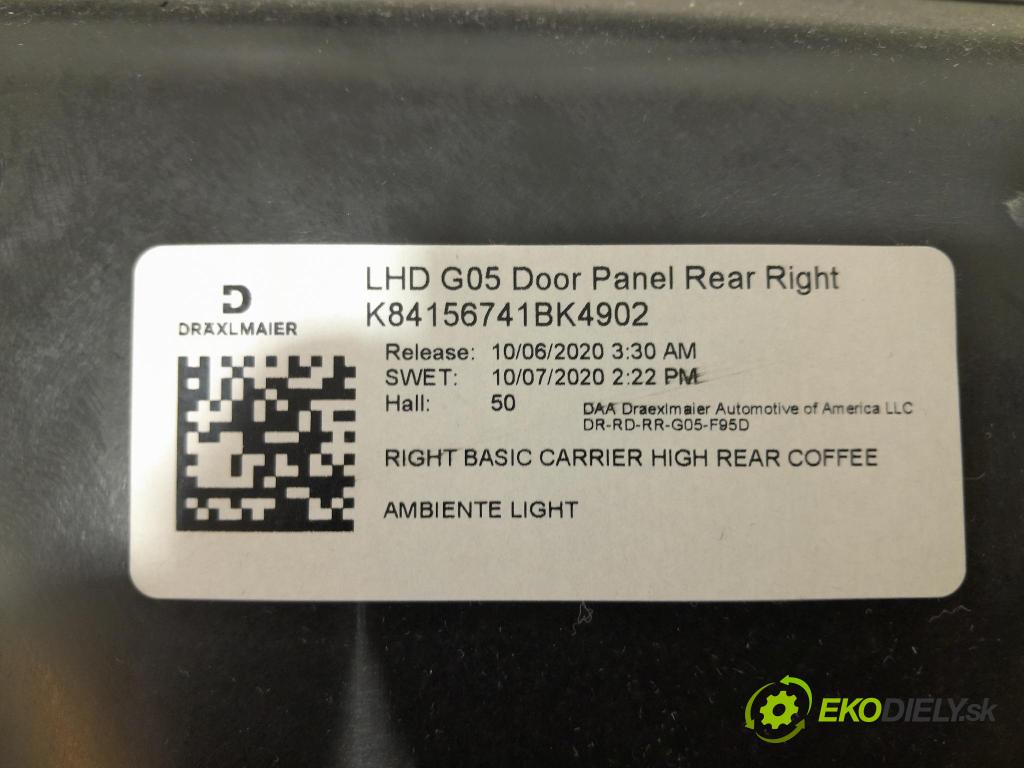 D
DRÄXLMAIER
LHD G05 Door Panel Rear Right
K84156741BK4902
Release: 10/06/2020 3:30 AM
SWET: 10/07/2020 2:22 PM
Hall: 50
DAA Draexlmaier Automotive of America LLC
DR-RD-RR-G05-F95D
RIGHT BASIC CARRIER HIGH REAR COFFEE
AMBIENTE LIGHT
EKODIELY.sk